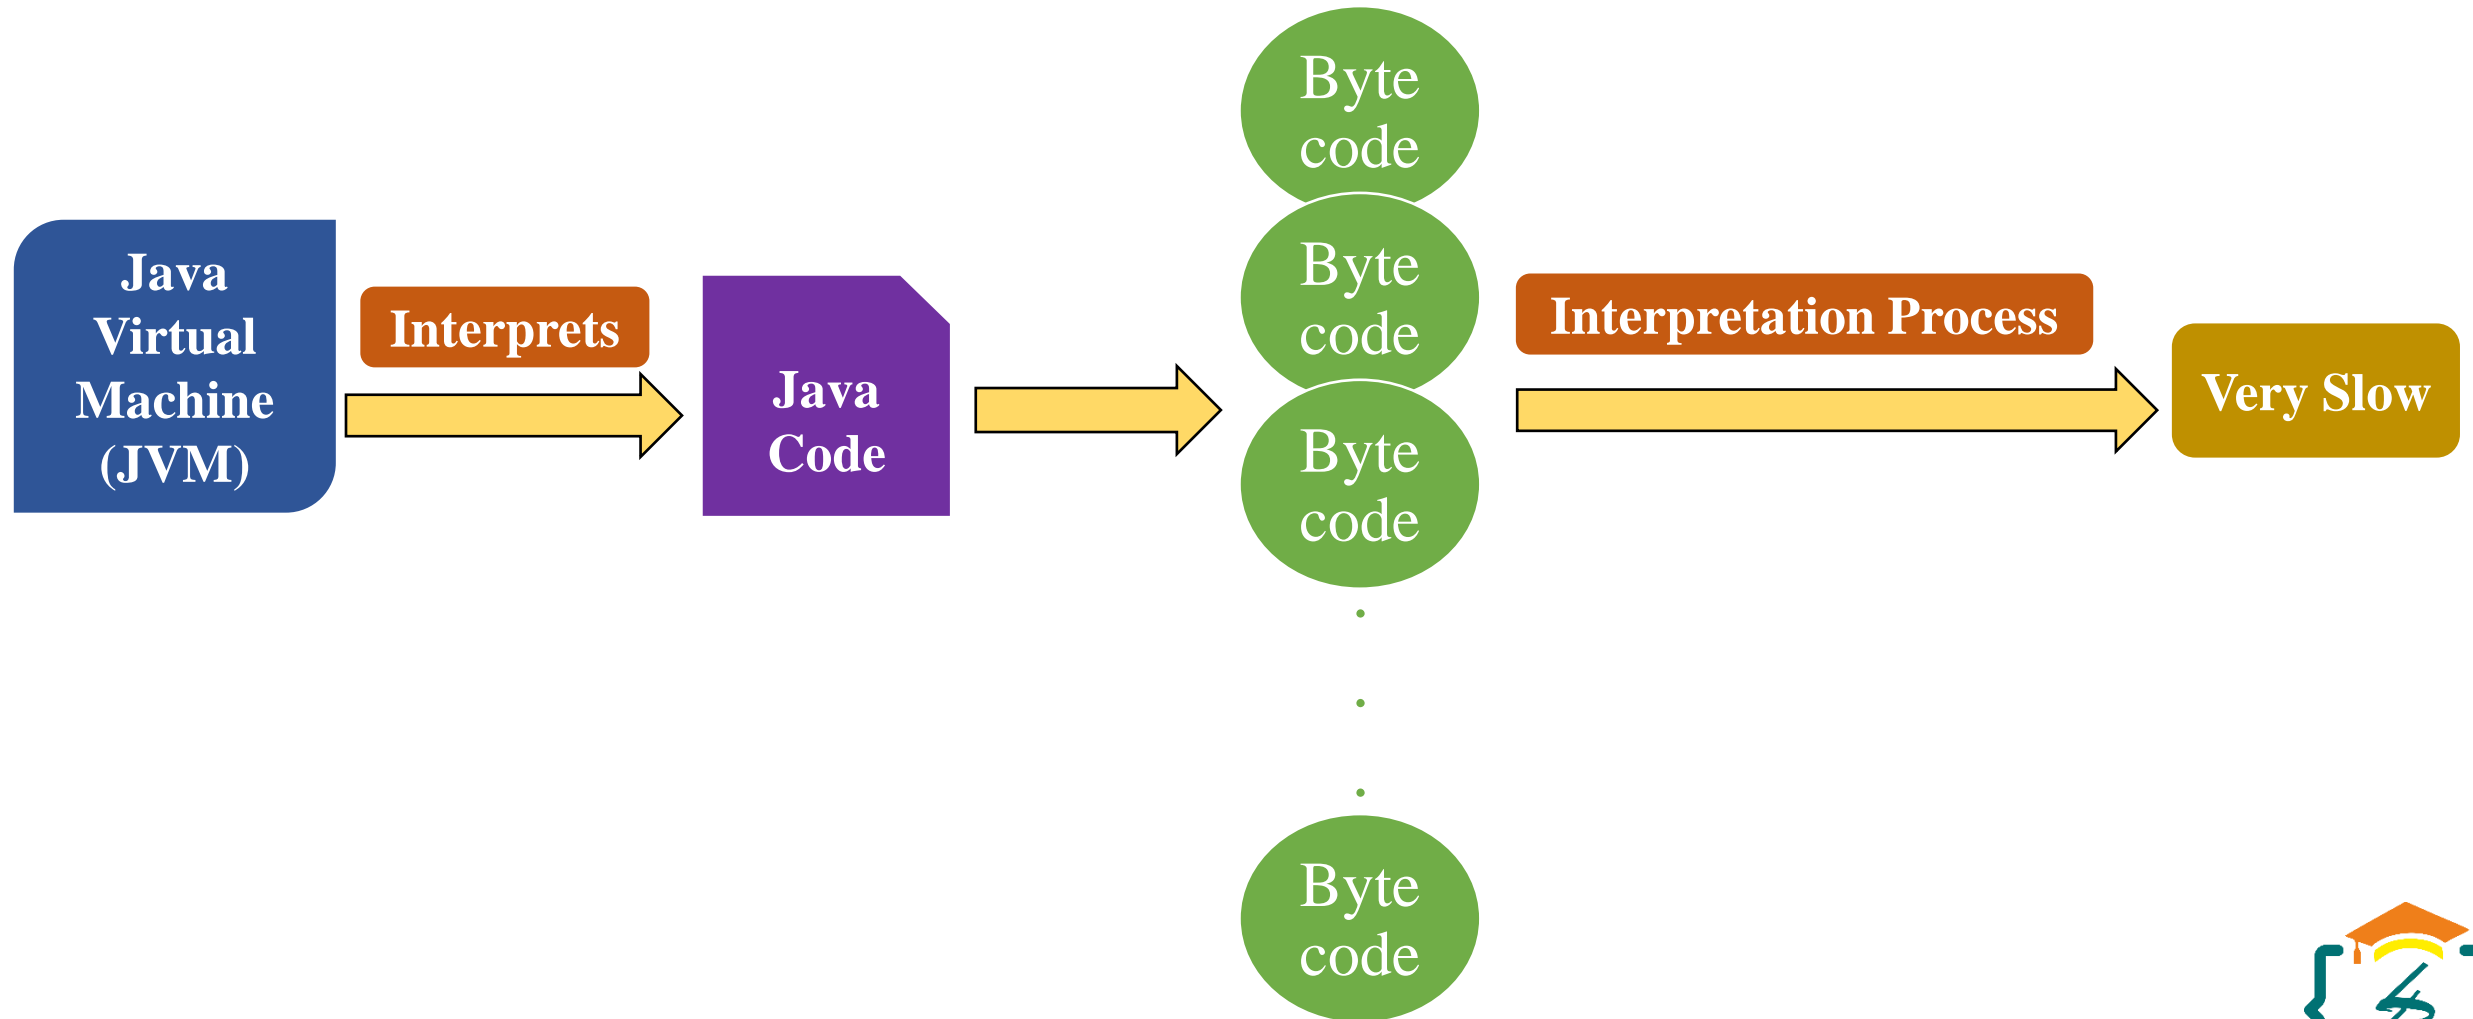 Java
Virtual
Machine
(JVM)
Interprets
Java
Code
Byte
code
Byte
code
Byte
code
.
.
.
Byte
code
Interpretation Process
Very Slow